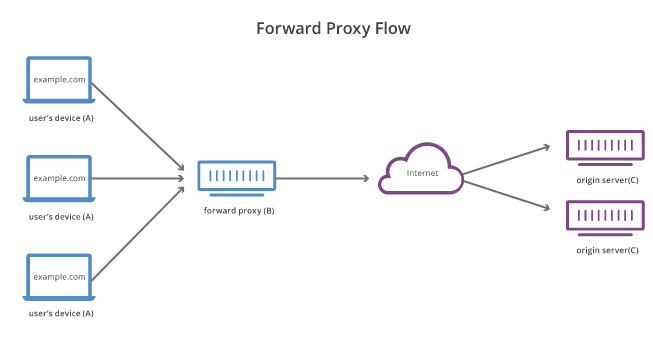 Forward Proxy Flow
example.com
user's device (A)
example.com
user's device (A)
example.com
user's device (A)
forward proxy (B)
Internet
origin server(C)
origin server(C)